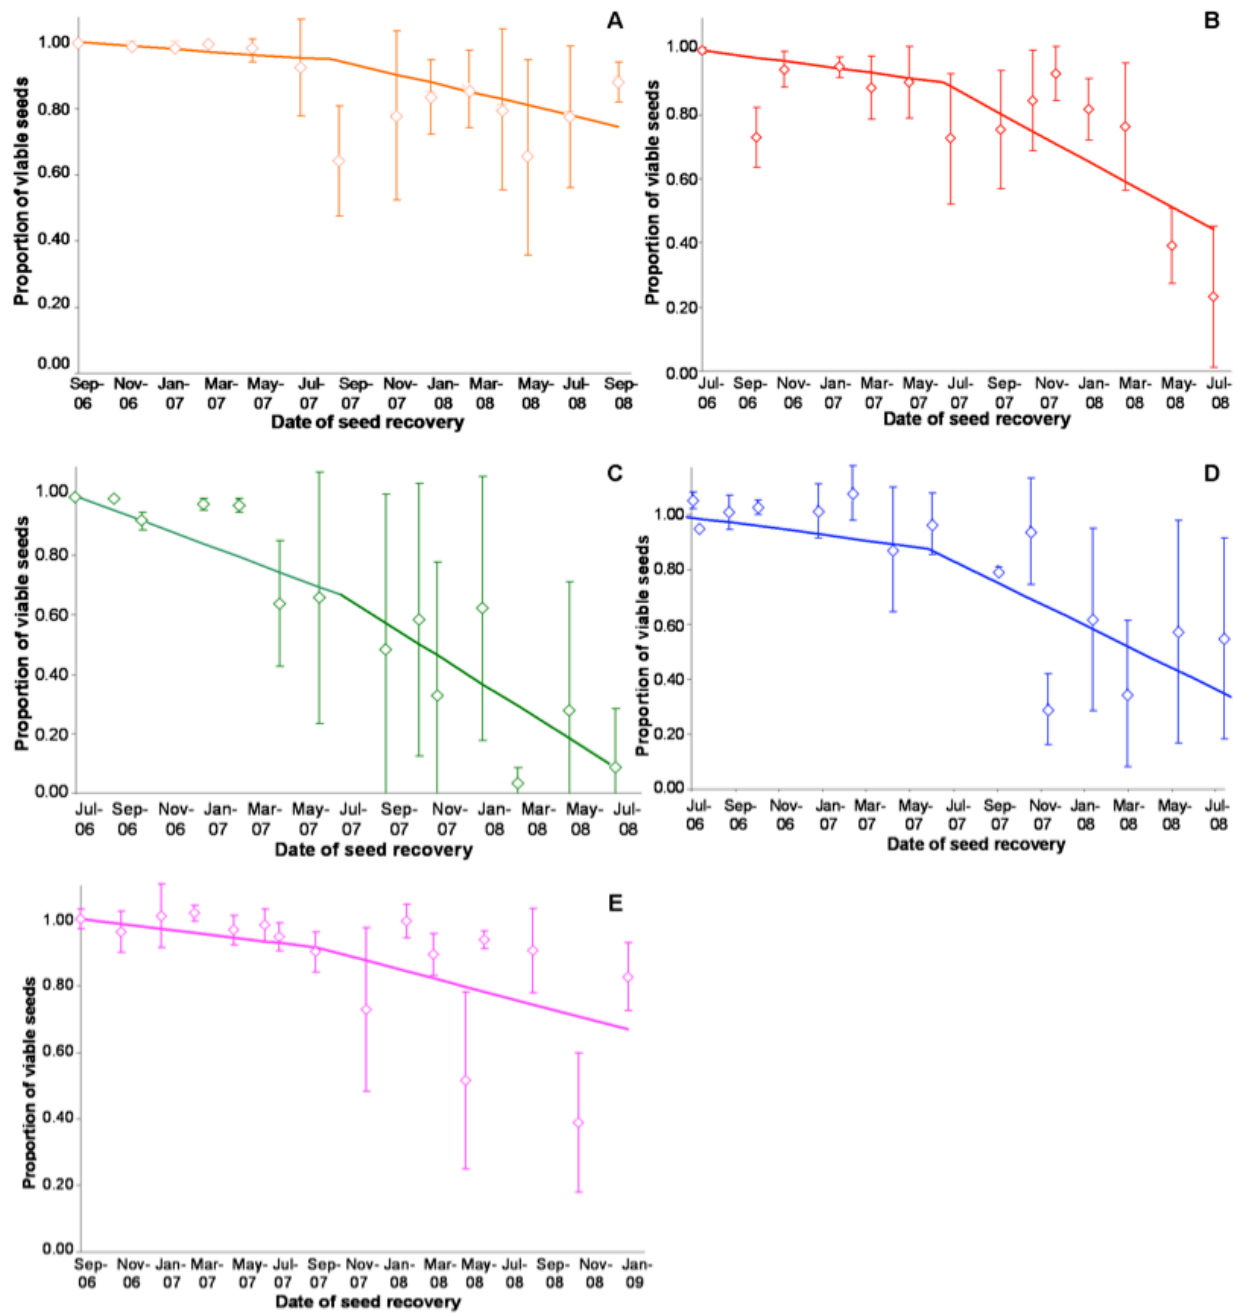 A
Proportion of viable seeds
1.00
0.80
0.60
0.40
0.20
0.00
Sep- Nov- Jan- Mar- May- Jul- Sep- Nov- Jan- Mar- May- Jul- Sep-
06 06 07 07 07 07 07 07 08 08 08 08 08
Date of seed recovery
B
Proportion of viable seeds
1.00
0.80
0.60
0.40
0.20
0.00
Jul- Sep- Nov- Jan- Mar- May- Jul- Sep- Nov- Jan- Mar- May- Jul-
06 06 06 07 07 07 07 07 07 08 08 08 08
Date of seed recovery
C
Proportion of viable seeds
1.00
0.80
0.60
0.40
0.20
0.00
Jul- Sep- Nov- Jan- Mar- May- Jul- Sep- Nov- Jan- Mar- May- Jul-
06 06 06 07 07 07 07 07 07 08 08 08 08
Date of seed recovery
D
Proportion of viable seeds
1.00
0.80
0.60
0.40
0.20
0.00
Jul- Sep- Nov- Jan- Mar- May- Jul- Sep- Nov- Jan- Mar- May- Jul-
06 06 06 07 07 07 07 07 07 08 08 08 08
Date of seed recovery
E
Proportion of viable seeds
1.00
0.80
0.60
0.40
0.20
0.00
Sep- Nov- Jan- Mar- May- Jul- Sep- Nov- Jan- Mar- May- Jul- Sep- Nov- Jan-
06 06 07 07 07 07 07 07 08 08 08 08 08 08 09
Date of seed recovery